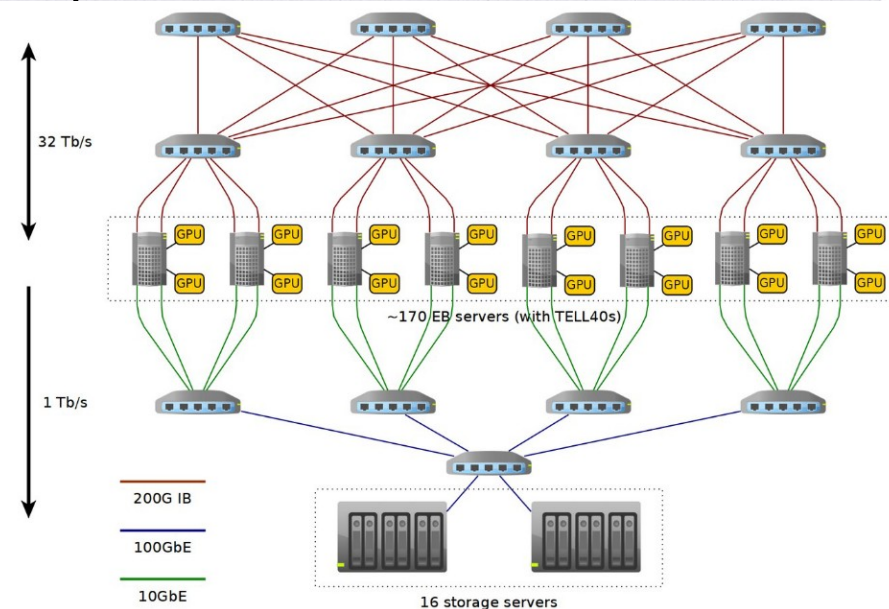 32 Tb/s
GPU GPU GPU GPU GPU GPU GPU GPU
GPU GPU GPU GPU GPU GPU GPU GPU
~170 EB servers (with TELL40s)
1 Tb/s
200G IB
100GbE
10GbE
16 storage servers